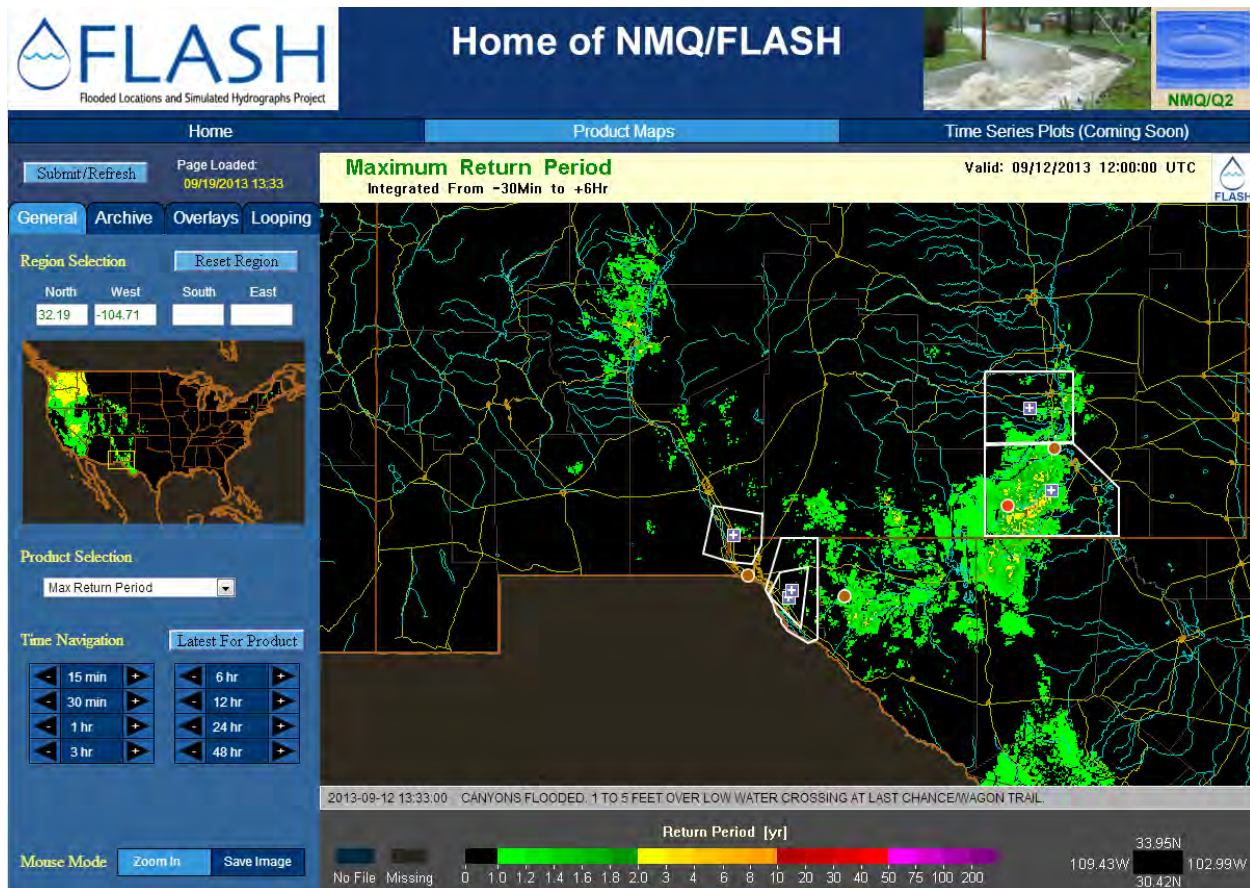 FLASH
Flooded Locations and Simulated Hydrographs Project
Home of NMQ/FLASH
NMQ/Q2
Home
Product Maps
Time Series Plots (Coming Soon)
Submit/Refresh
Page Loaded:
09/19/2013 13:33
Maximum Return Period
Integrated From -30Min to +6Hr
Valid: 09/12/2013 12:00:00 UTC
FLASH
General Archive Overlays Looping
Region Selection
Reset Region
North West South East
32.19 -104.71
Product Selection
Max Return Period
Time Navigation
Latest For Product
- 15 min + - 6 hr +
- 30 min + - 12 hr +
- 1 hr + - 24 hr +
- 3 hr + - 48 hr +
2013-09-12 13:33:00 CANYONS FLOODED. 1 TO 5 FEET OVER LOW WATER CROSSING AT LAST CHANCE/WAGON TRAIL.
Return Period [yr]
No File Missing 0 1.0 1.2 1.4 1.6 1.8 2.0 3 4 6 8 10 20 30 40 50 75 100 200
33.95N
109.43W 102.99W
30.42N
Mouse Mode Zoom In Save Image